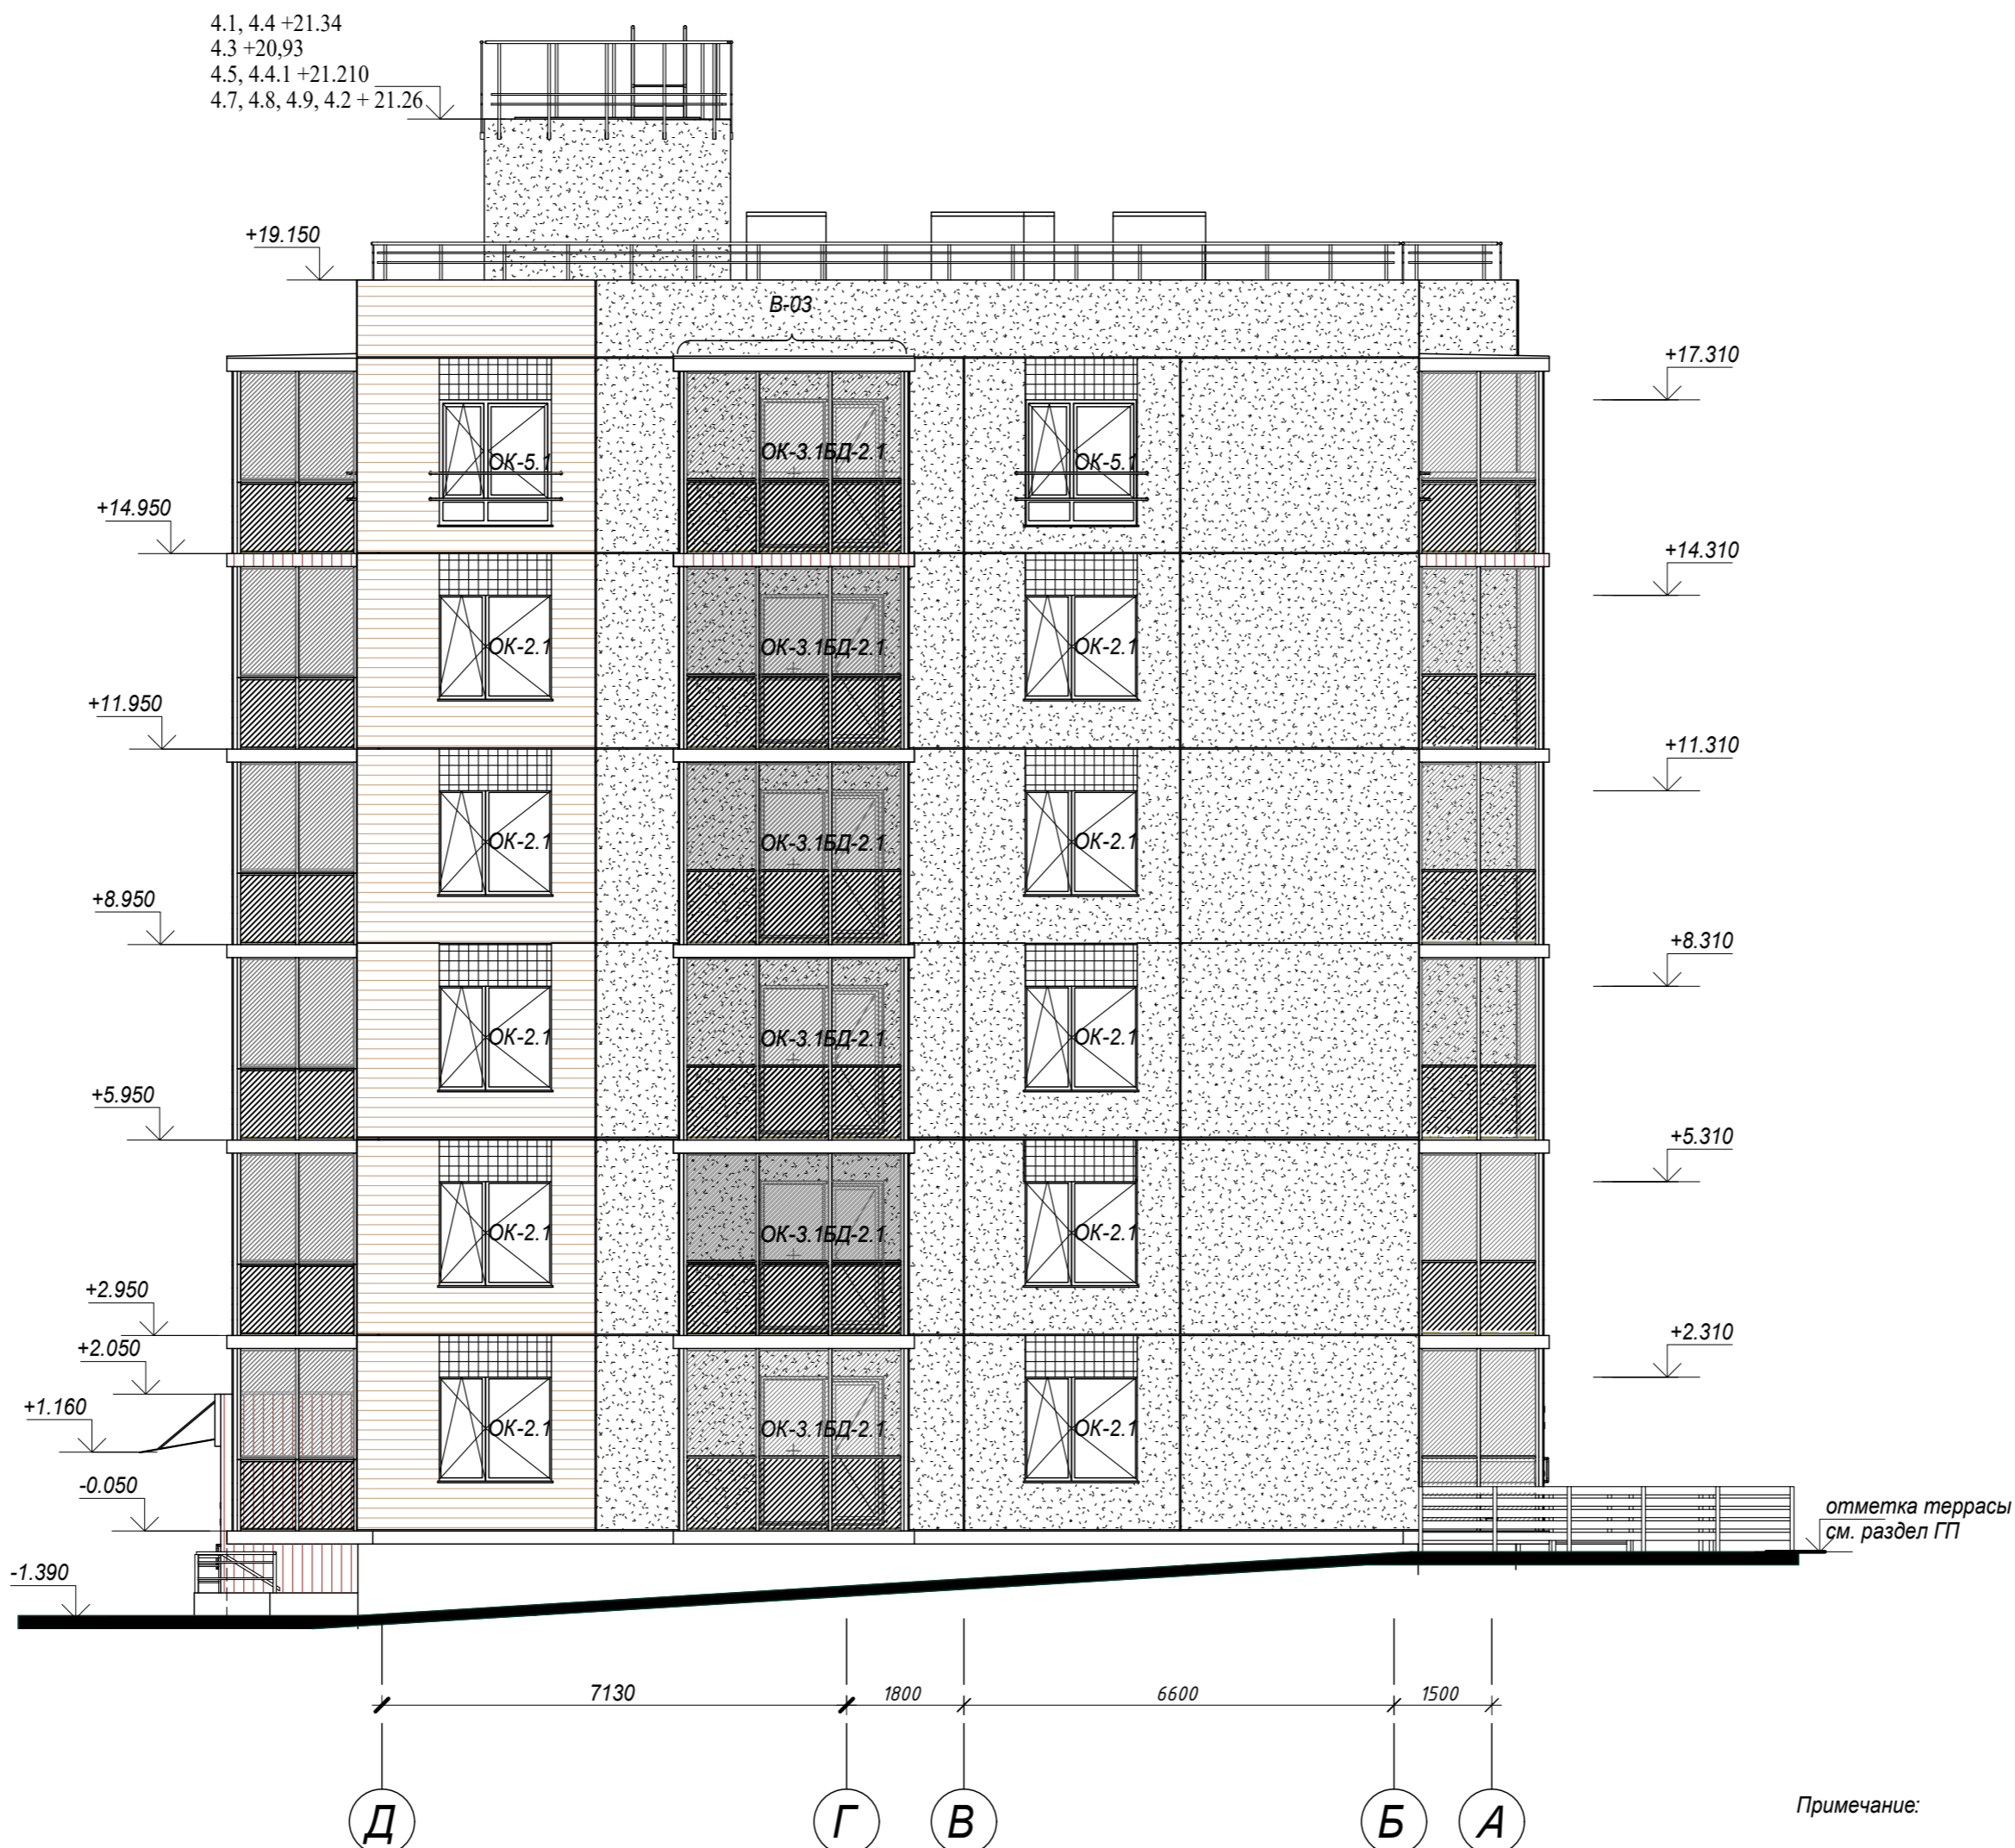 4.1, 4.4 +21.34
4.3 +20,93
4.5, 4.4.1 +21.210
4.7, 4.8, 4.9, 4.2 + 21.26
+19.150
В-03
+17.310
ОК-5.1
ОК-3.1БД-2.1
ОК-5.1
+14.950
+14.310
ОК-2.1
ОК-3.1БД-2.1
ОК-2.1
+11.950
+11.310
ОК-2.1
ОК-3.1БД-2.1
ОК-2.1
+8.950
+8.310
ОК-2.1
ОК-3.1БД-2.1
ОК-2.1
+5.950
+5.310
ОК-2.1
ОК-3.1БД-2.1
ОК-2.1
+2.950
+2.310
+2.050
+1.160
ОК-2.1
ОК-3.1БД-2.1
ОК-2.1
-0.050
отметка террасы
см. раздел ГП
-1.390
7130
1800
6600
1500
Д
Г
В
Б
А
Примечание: